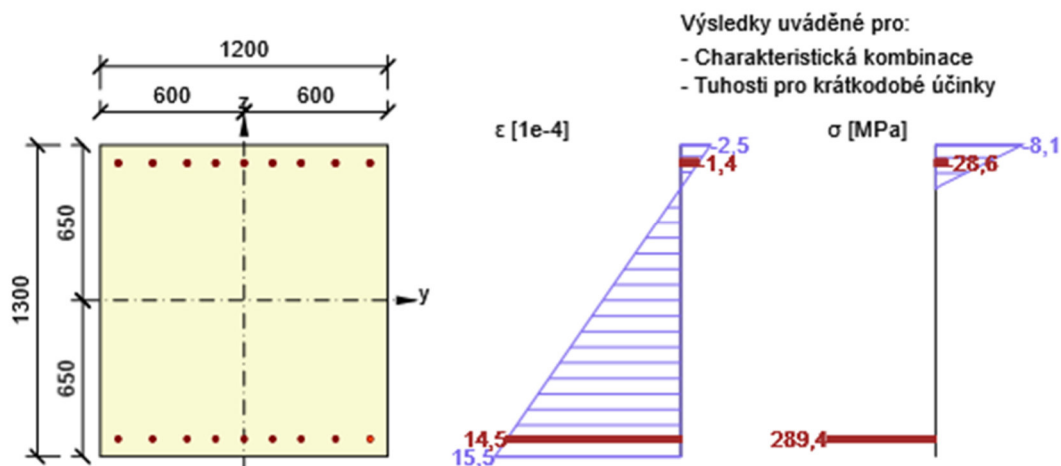 Výsledky uváděné pro:
- Charakteristická kombinace
- Tuhosti pro krátkodobé účinky
1200
600 600
z
ε [1e-4] σ [MPa]
-2,5 -8,1
-1,4 -28,6
650
1300
y
650
14,5 289,4
15,5